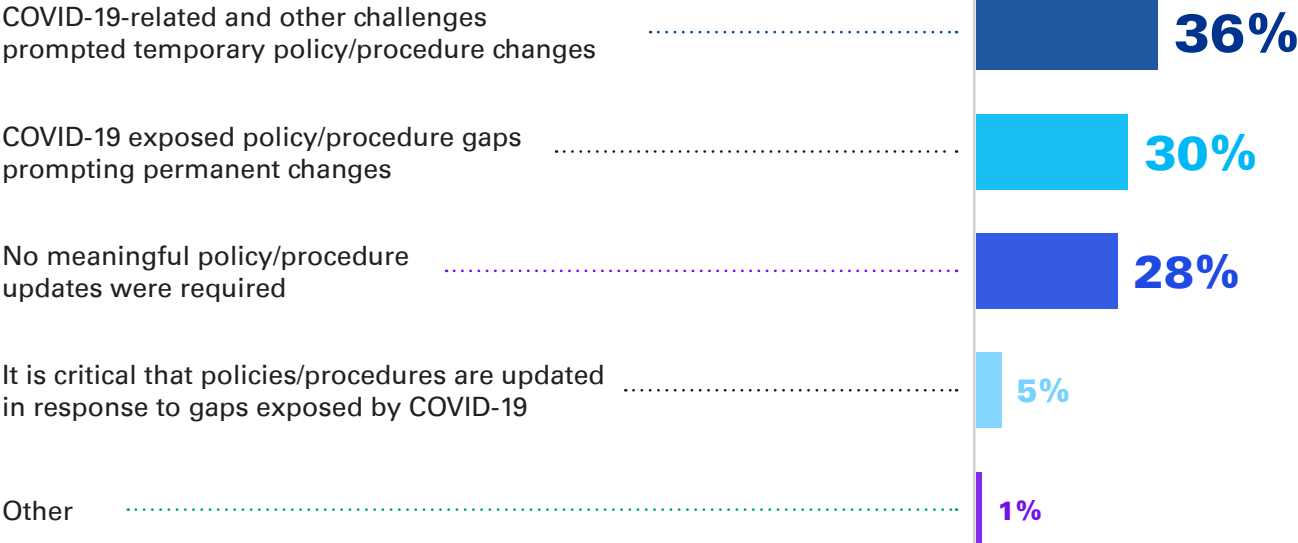 COVID-19-related and other challenges
prompted temporary policy/procedure changes
36%
COVID-19 exposed policy/procedure gaps
prompting permanent changes
30%
No meaningful policy/procedure
updates were required
28%
It is critical that policies/procedures are updated
in response to gaps exposed by COVID-19
5%
Other
1%